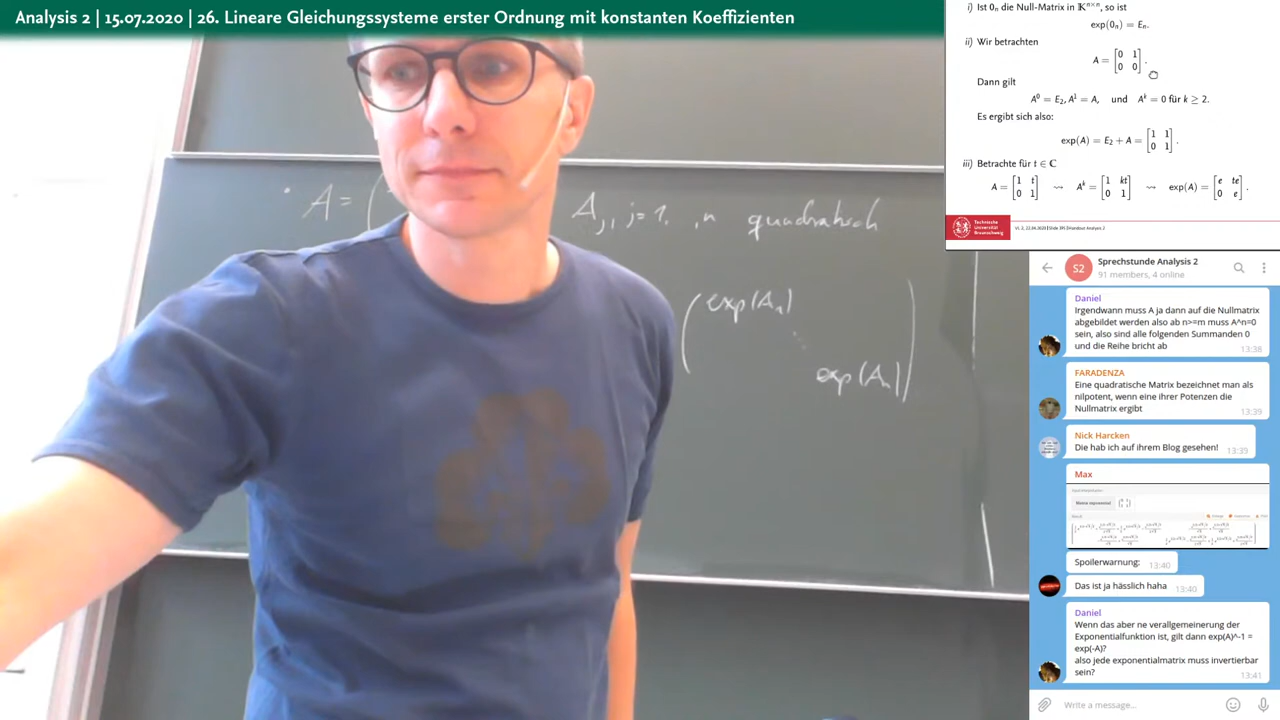 Analysis 2 | 15.07.2020 | 26. Lineare Gleichungssysteme erster Ordnung mit konstanten Koeffizienten
i) Ist 0ₙ die Null-Matrix in 𝕂ⁿˣⁿ, so ist
exp(0ₙ) = Eₙ.
ii) Wir betrachten
A = [0 1
0 0].
Dann gilt
A⁰ = E₂, A¹ = A, und Aᵏ = 0 für k ≥ 2.
Es ergibt sich also:
exp(A) = E₂ + A = [1 1
0 1].
iii) Betrachte für t ∈ ℂ
A = [1 t
0 1] ⇝ Aᵏ = [1 kt
0 1] ⇝ exp(A) = [e te
0 e].
Technische
Universität
Braunschweig
A = ( Aⱼ, j=1, ,n quadratisch
(exp(A₁)
exp(Aₙ))
Sprechstunde Analysis 2
91 members, 4 online
Daniel
Irgendwann muss A ja dann auf die Nullmatrix
abgebildet werden also ab n>=m muss A^n=0
sein, also sind alle folgenden Summanden 0
und die Reihe bricht ab
13:38
FARADENZA
Eine quadratische Matrix bezeichnet man als
nilpotent, wenn eine ihrer Potenzen die
Nullmatrix ergibt
13:39
Nick Harcken
Die hab ich auf ihrem Blog gesehen!
13:39
Max
Spoilerwarnung:
13:40
Das ist ja hässlich haha
13:40
Daniel
Wenn das aber ne verallgemeinerung der
Exponentialfunktion ist, gilt dann exp(A)^-1 =
exp(-A)?
also jede exponentialmatrix muss invertierbar
sein?
13:41
Write a message...